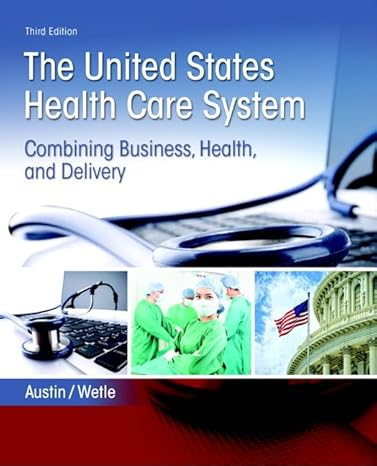 Third Edition
The United States
Health Care System
Combining Business, Health,
and Delivery
Austin / Wetle